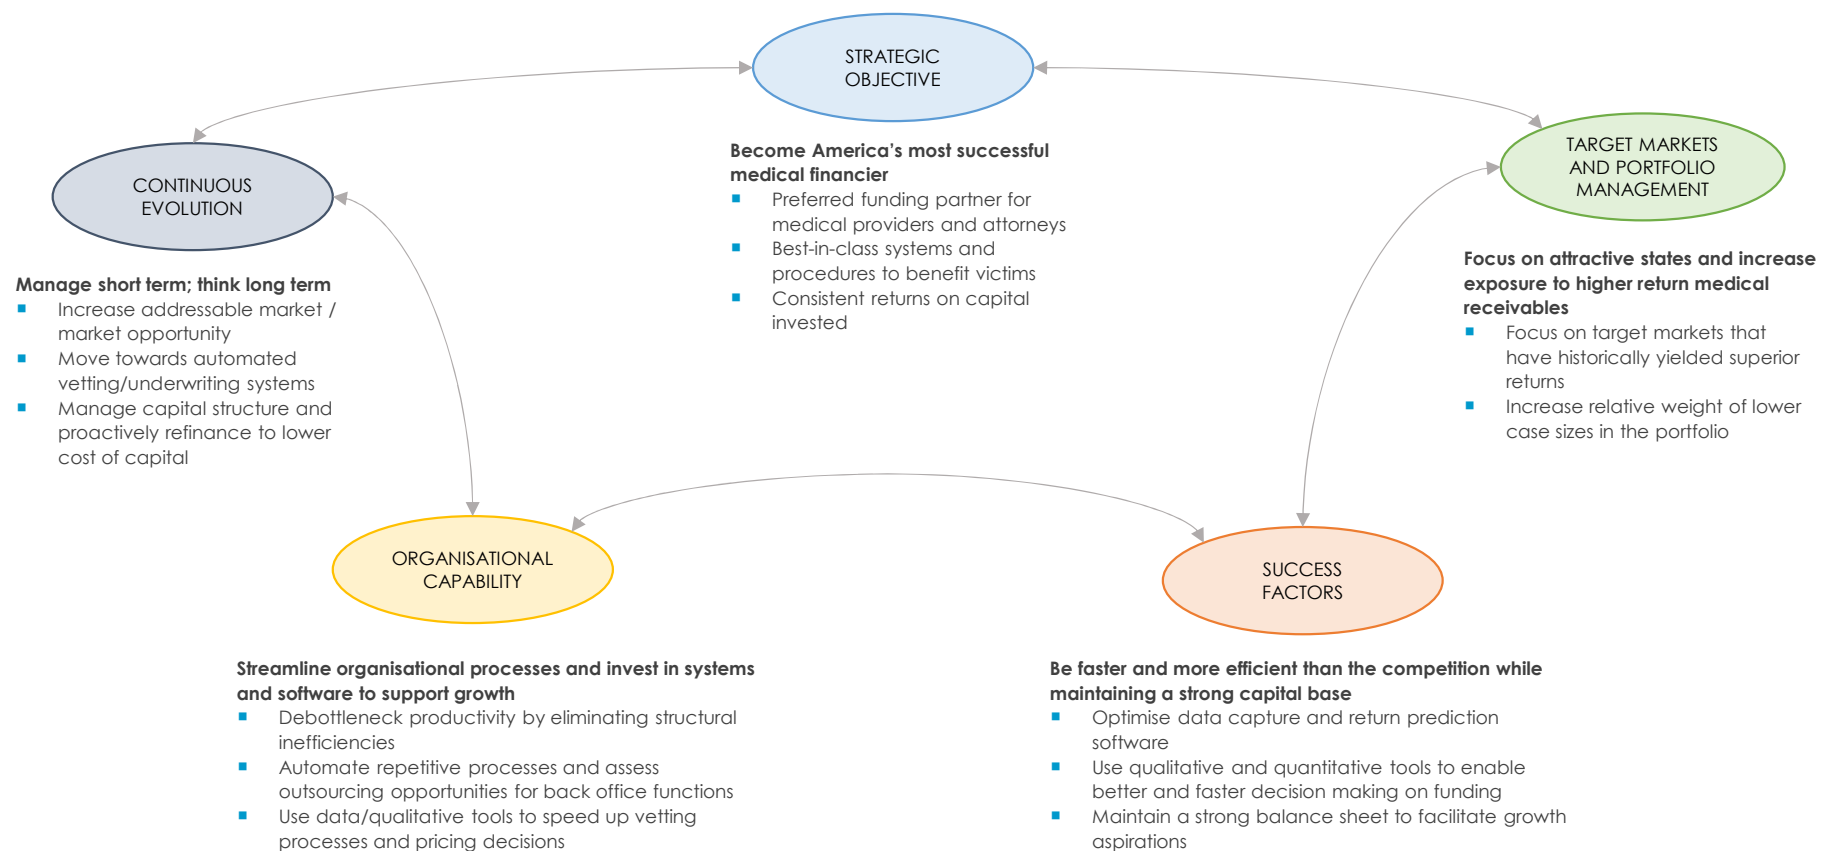 STRATEGIC
OBJECTIVE
Become America’s most successful
medical financier
Preferred funding partner for
medical providers and attorneys
Best-in-class systems and
procedures to benefit victims
Consistent returns on capital
invested
TARGET MARKETS
AND PORTFOLIO
MANAGEMENT
Focus on attractive states and increase
exposure to higher return medical
receivables
Focus on target markets that
have historically yielded superior
returns
Increase relative weight of lower
case sizes in the portfolio
SUCCESS
FACTORS
Be faster and more efficient than the competition while
maintaining a strong capital base
Optimise data capture and return prediction
software
Use qualitative and quantitative tools to enable
better and faster decision making on funding
Maintain a strong balance sheet to facilitate growth
aspirations
ORGANISATIONAL
CAPABILITY
Streamline organisational processes and invest in systems
and software to support growth
Debottleneck productivity by eliminating structural
inefficiencies
Automate repetitive processes and assess
outsourcing opportunities for back office functions
Use data/qualitative tools to speed up vetting
processes and pricing decisions
CONTINUOUS
EVOLUTION
Manage short term; think long term
Increase addressable market /
market opportunity
Move towards automated
vetting/underwriting systems
Manage capital structure and
proactively refinance to lower
cost of capital